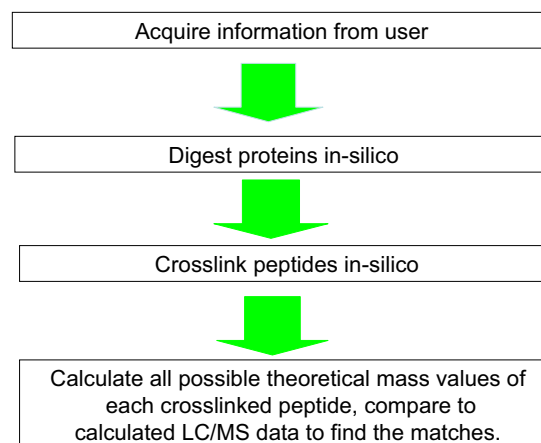 Acquire information from user
Digest proteins in-silico
Crosslink peptides in-silico
Calculate all possible theoretical mass values of
each crosslinked peptide, compare to
calculated LC/MS data to find the matches.